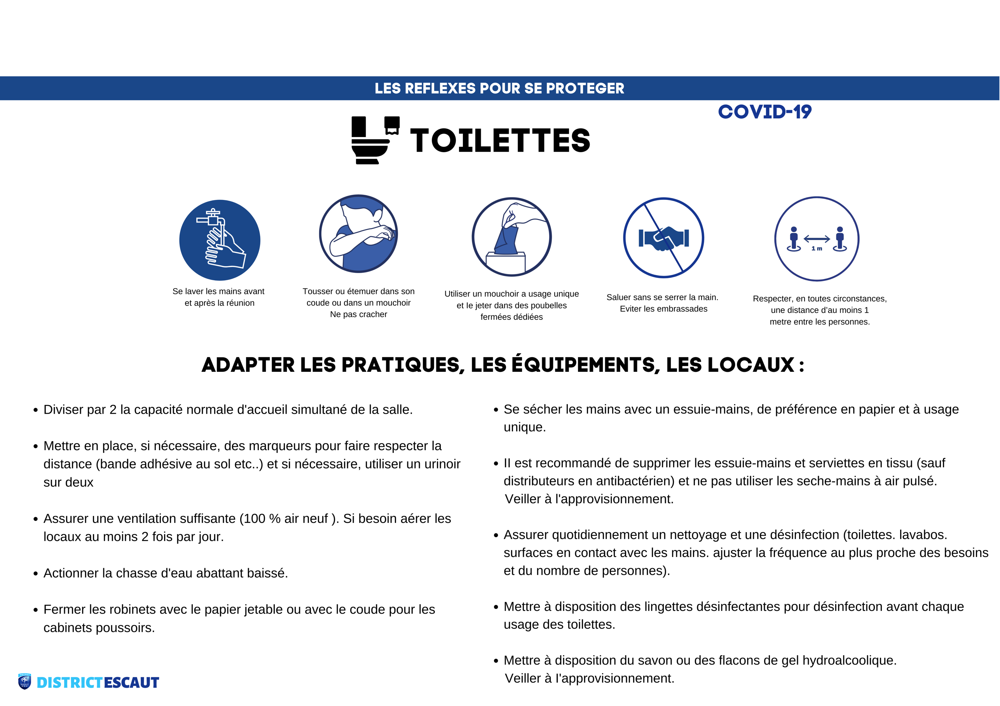 LES REFLEXES POUR SE PROTEGER
COVID-19
TOILETTES
1 m
Se laver les mains avant
et après la réunion
Tousser ou étemuer dans son
coude ou dans un mouchoir
Ne pas cracher
Utiliser un mouchoir a usage unique
et Ie jeter dans des poubelles
fermées dédiées
Saluer sans se serrer la main.
Eviter les embrassades
Respecter, en toutes circonstances,
une distance d’au moins 1
metre entre les personnes.
ADAPTER LES PRATIQUES, LES ÉQUIPEMENTS, LES LOCAUX :
• Diviser par 2 la capacité normale d'accueil simultané de la salle.
• Mettre en place, si nécessaire, des marqueurs pour faire respecter la
distance (bande adhésive au sol etc..) et si nécessaire, utiliser un urinoir
sur deux
• Assurer une ventilation suffisante (100 % air neuf ). Si besoin aérer les
locaux au moins 2 fois par jour.
• Actionner la chasse d'eau abattant baissé.
• Fermer les robinets avec le papier jetable ou avec le coude pour les
cabinets poussoirs.
• Se sécher les mains avec un essuie-mains, de préférence en papier et à usage
unique.
• II est recommandé de supprimer les essuie-mains et serviettes en tissu (sauf
distributeurs en antibactérien) et ne pas utiliser les seche-mains à air pulsé.
Veiller à l'approvisionnement.
• Assurer quotidiennement un nettoyage et une désinfection (toilettes. lavabos.
surfaces en contact avec les mains. ajuster la fréquence au plus proche des besoins
et du nombre de personnes).
• Mettre à disposition des lingettes désinfectantes pour désinfection avant chaque
usage des toilettes.
• Mettre à disposition du savon ou des flacons de gel hydroalcoolique.
Veiller à I'approvisionnement.
DISTRICTESCAUT